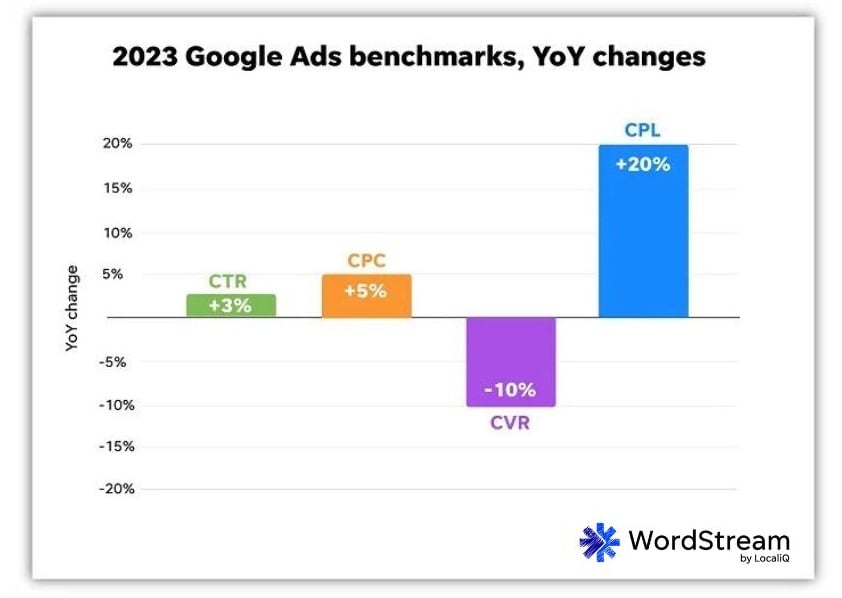 2023 Google Ads benchmarks, YoY changes
CPL
20%
+20%
15%
10%
CPC
5%
CTR
+5%
+3%
YoY change
-5%
-10%
-10%
CVR
-15%
-20%
WordStream
by LocaliQ